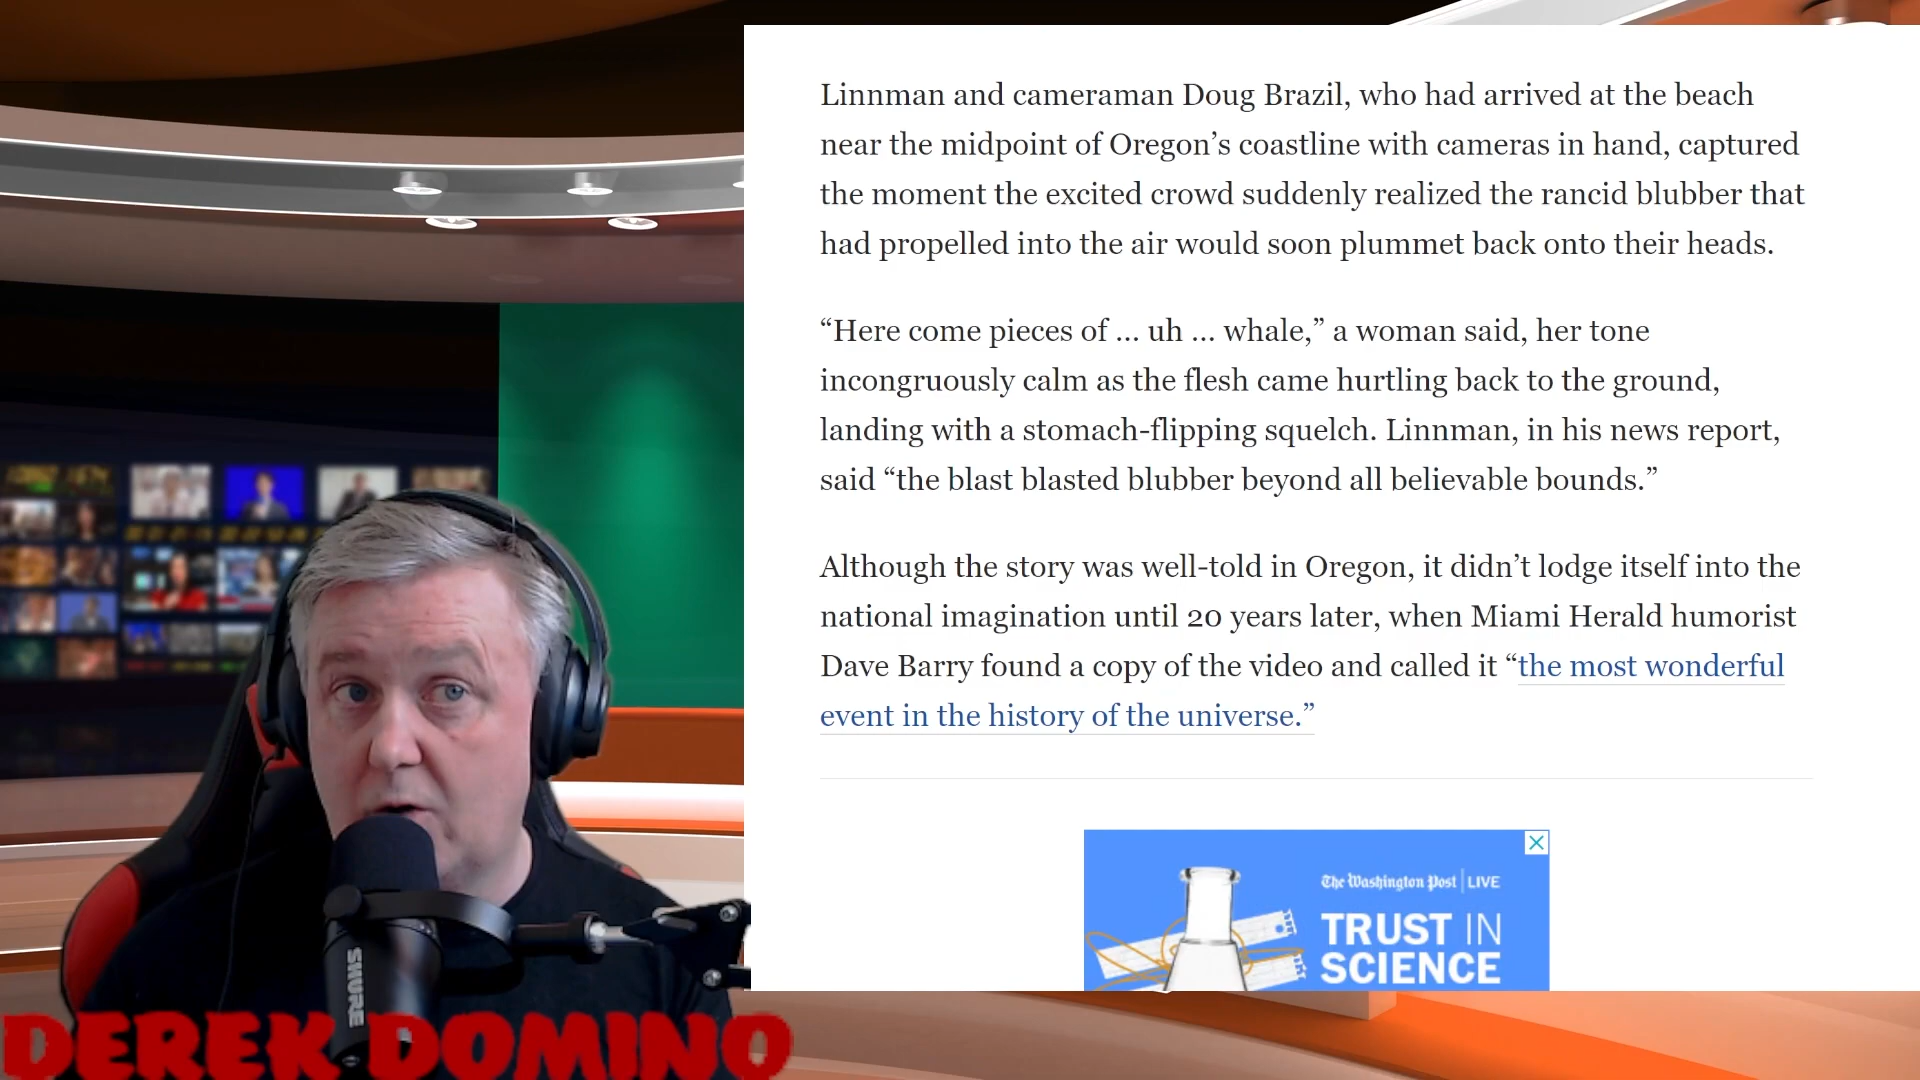 Linnman and cameraman Doug Brazil, who had arrived at the beach
near the midpoint of Oregon’s coastline with cameras in hand, captured
the moment the excited crowd suddenly realized the rancid blubber that
had propelled into the air would soon plummet back onto their heads.
“Here come pieces of ... uh ... whale,” a woman said, her tone
incongruously calm as the flesh came hurtling back to the ground,
landing with a stomach-flipping squelch. Linnman, in his news report,
said “the blast blasted blubber beyond all believable bounds.”
Although the story was well-told in Oregon, it didn’t lodge itself into the
national imagination until 20 years later, when Miami Herald humorist
Dave Barry found a copy of the video and called it “the most wonderful
event in the history of the universe.”
The Washington Post | LIVE
TRUST IN
SCIENCE
SHURE
DEREK DOMINO